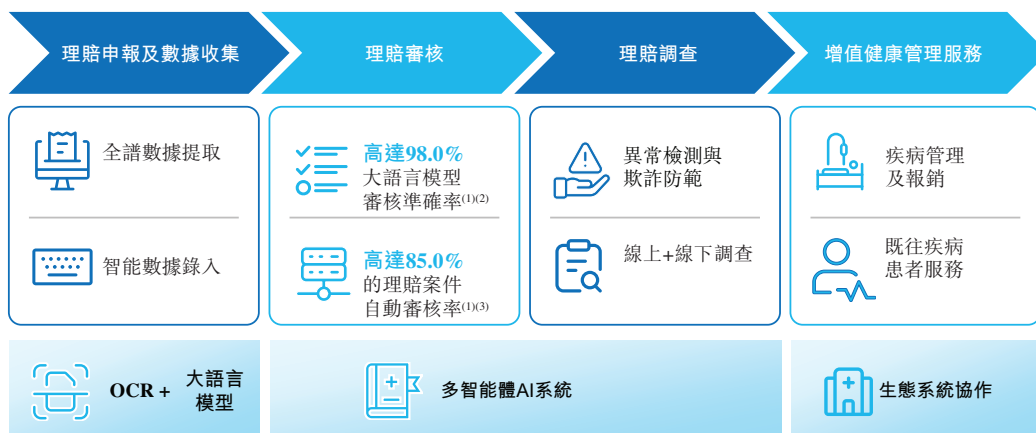 理賠申報及數據收集
理賠審核
理賠調查
增值健康管理服務
全譜數據提取
智能數據錄入
高達98.0%
大語言模型
審核準確率(1)(2)
高達85.0%
的理賠案件
自動審核率(1)(3)
異常檢測與
欺詐防範
線上+線下調查
疾病管理
及報銷
既往疾病
患者服務
OCR + 大語言
模型
多智能體AI系統
生態系統協作